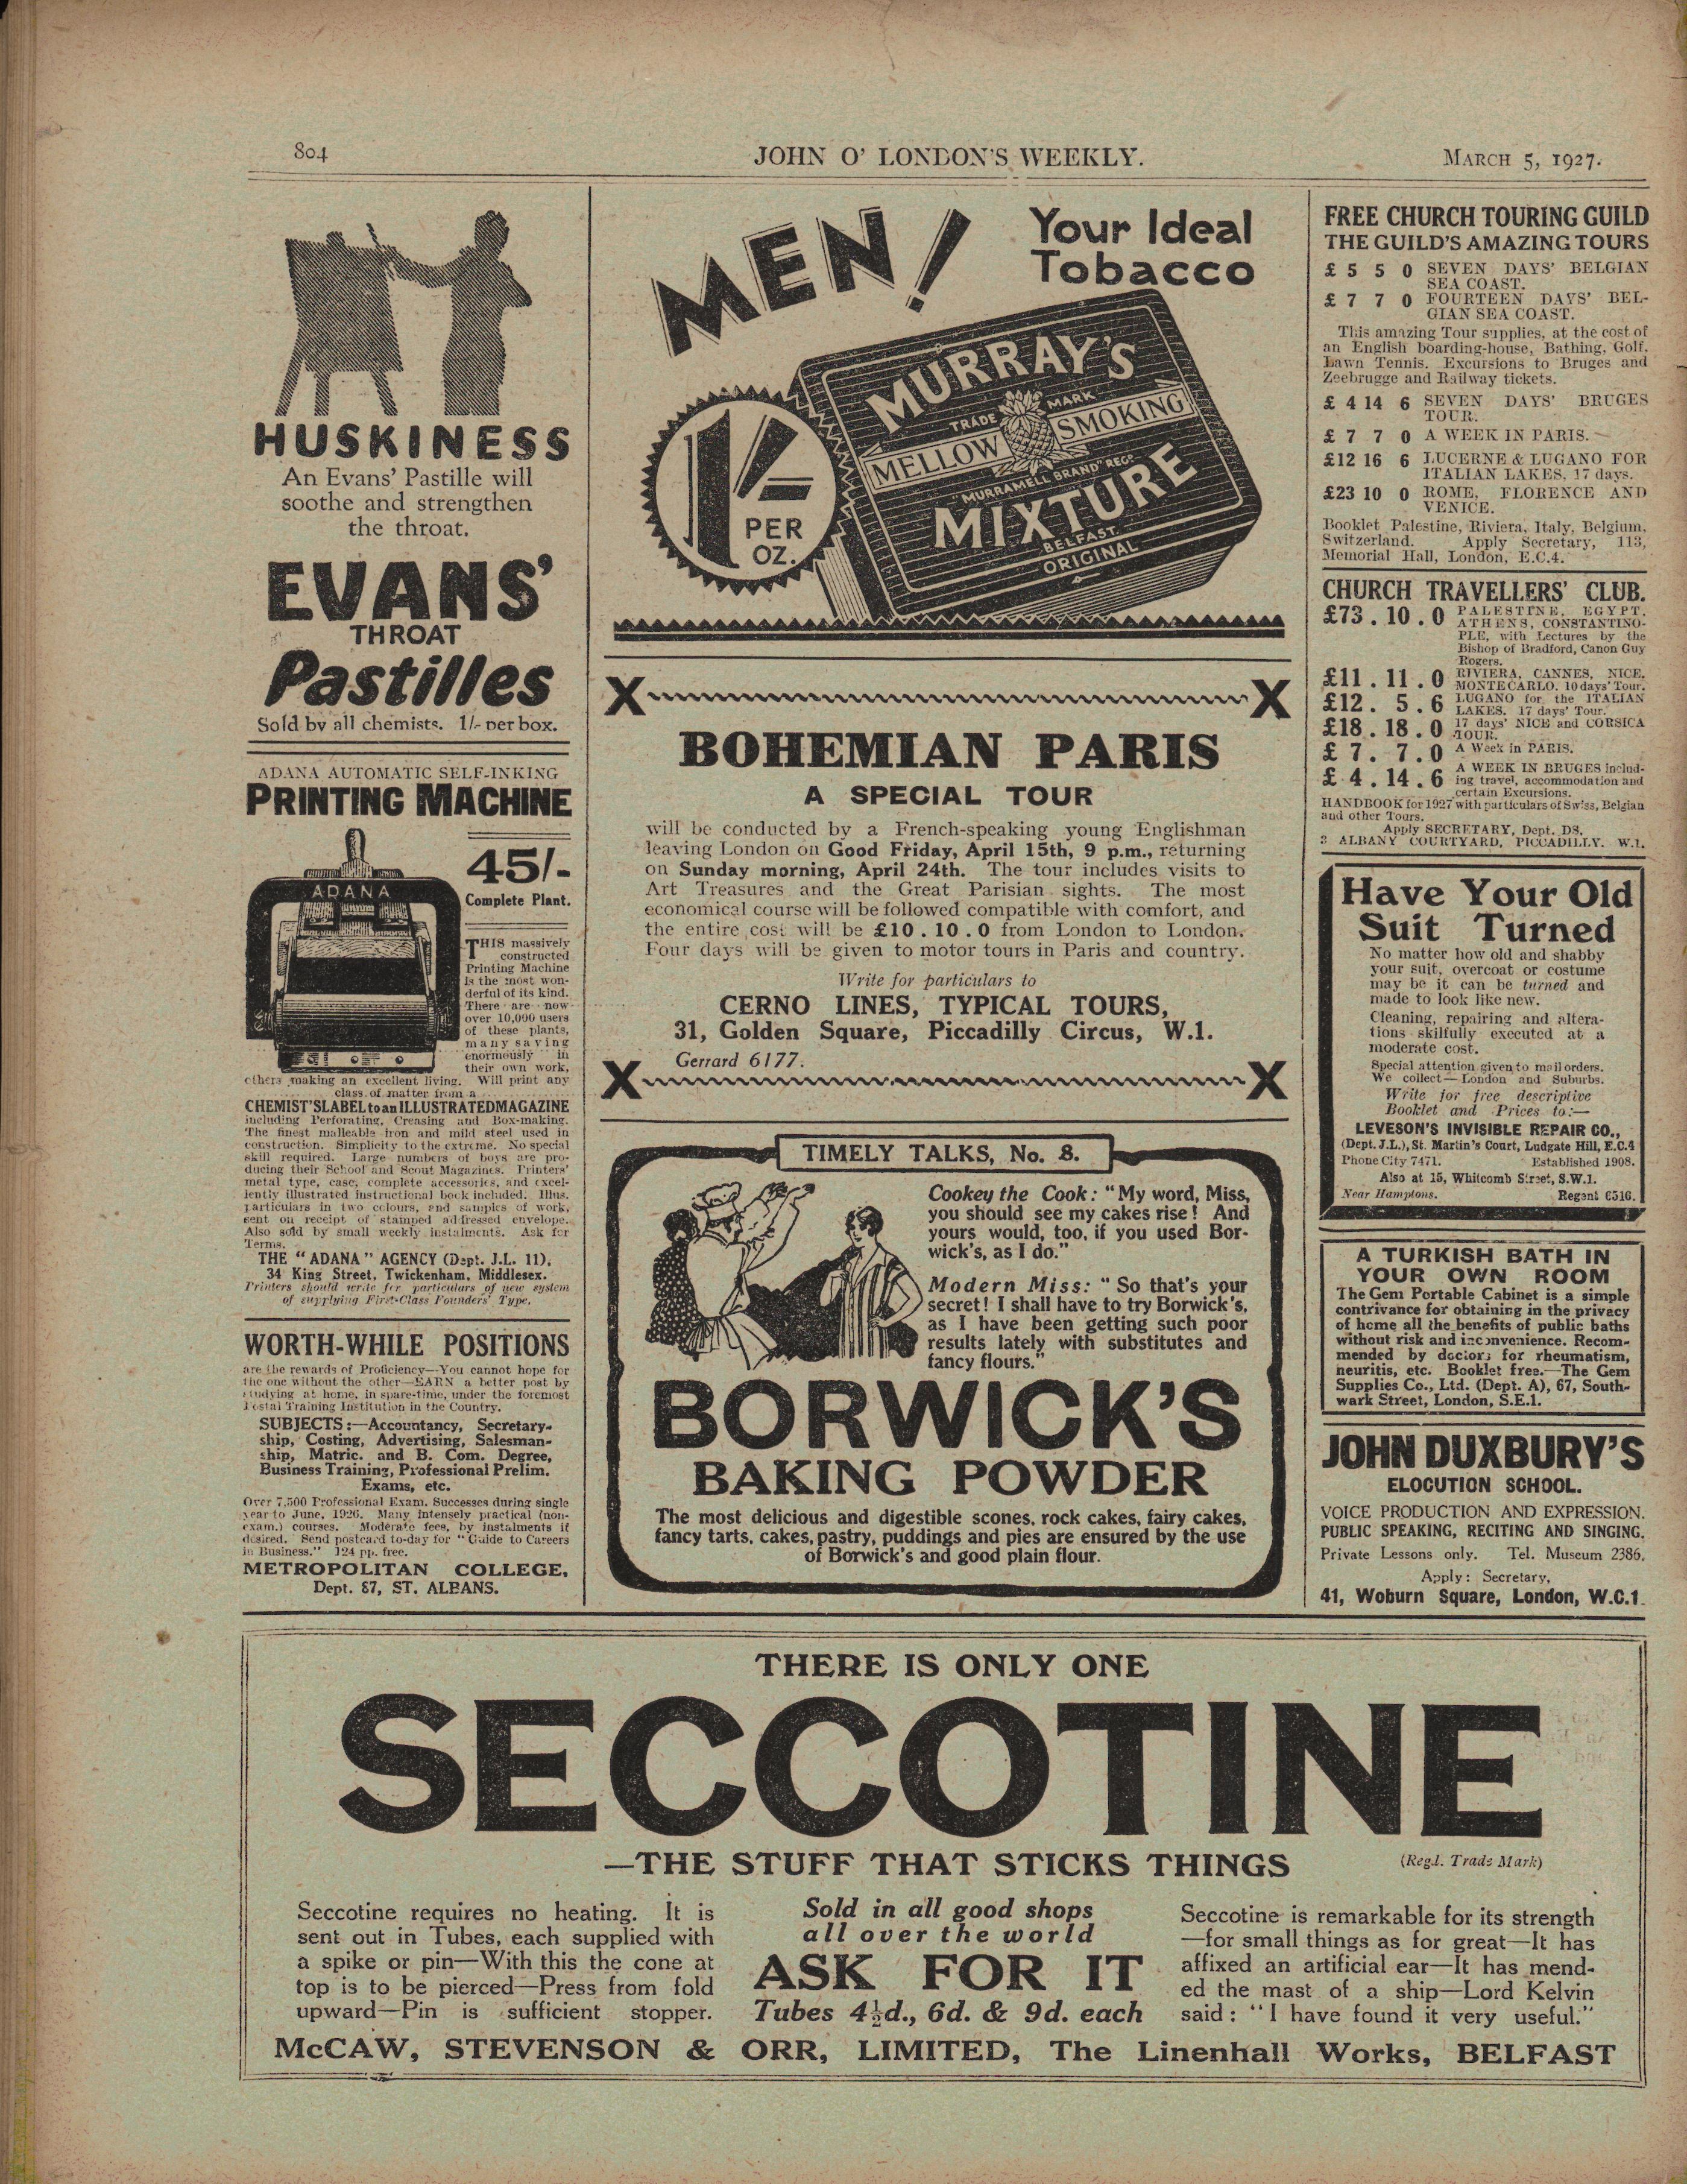 804
JOHN O' LONDON'S WEEKLY.
MARCH 5, 1927.
HUSKINESS
An Evans' Pastille will
soothe and strengthen
the throat.
EVANS'
THROAT
Pastilles
Sold by all chemists. 1/- per box.
ADANA AUTOMATIC SELF-INKING
PRINTING MACHINE
ADANA
45/-
Complete Plant.
THIS massively
constructed
Printing Machine
is the most won-
derful of its kind.
There are now
over 10,000 users
of these plants,
many saving
enormously in
their own work,
others making an excellent living. Will print any
class of matter from a
CHEMIST'S LABEL to an ILLUSTRATED MAGAZINE
including Perforating, Creasing and Box-making.
The finest malleable iron and mild steel used in
construction. Simplicity to the extreme. No special
skill required. Large numbers of boys are pro-
ducing their School and Scout Magazines. Printers'
metal type, case, complete accessories, and excel-
lently illustrated instructional book included. Illus.
particulars in two colours, and samples of work,
sent on receipt of stamped addressed envelope.
Also sold by small weekly instalments. Ask for
Terms.
THE "ADANA" AGENCY (Dept. J.L. 11),
34 King Street, Twickenham, Middlesex.
Printers should write for particulars of new system
of supplying First-Class Founders' Type.
WORTH-WHILE POSITIONS
are the rewards of Proficiency—You cannot hope for
the one without the other—EARN a better post by
studying at home, in spare-time, under the foremost
Postal Training Institution in the Country.
SUBJECTS:—Accountancy, Secretary-
ship, Costing, Advertising, Salesman-
ship, Matric. and B. Com. Degree,
Business Training, Professional Prelim.
Exams, etc.
Over 7,500 Professional Exam. Successes during single
year to June, 1926. Many intensely practical (non-
exam.) courses. Moderate fees, by instalments if
desired. Send postcard to-day for "Guide to Careers
in Business." 124 pp. free.
METROPOLITAN COLLEGE,
Dept. 87, ST. ALBANS.
MEN!
Your Ideal
Tobacco
1/- PER OZ.
MURRAY'S
TRADE MARK
MELLOW SMOKING
"MURRAMELL BRAND" REGD.
MIXTURE
BELFAST.
ORIGINAL
X X
BOHEMIAN PARIS
A SPECIAL TOUR
will be conducted by a French-speaking young Englishman
leaving London on Good Friday, April 15th, 9 p.m., returning
on Sunday morning, April 24th. The tour includes visits to
Art Treasures and the Great Parisian sights. The most
economical course will be followed compatible with comfort, and
the entire cost will be £10 . 10 . 0 from London to London.
Four days will be given to motor tours in Paris and country.
Write for particulars to
CERNO LINES, TYPICAL TOURS,
31, Golden Square, Piccadilly Circus, W.1.
Gerrard 6177.
X X
TIMELY TALKS, No. 8.
Cookey the Cook: "My word, Miss,
you should see my cakes rise! And
yours would, too, if you used Bor-
wick's, as I do."
Modern Miss: "So that's your
secret! I shall have to try Borwick's,
as I have been getting such poor
results lately with substitutes and
fancy flours."
BORWICK'S
BAKING POWDER
The most delicious and digestible scones, rock cakes, fairy cakes,
fancy tarts, cakes, pastry, puddings and pies are ensured by the use
of Borwick's and good plain flour.
FREE CHURCH TOURING GUILD
THE GUILD'S AMAZING TOURS
£ 5 5 0 SEVEN DAYS' BELGIAN
SEA COAST.
£ 7 7 0 FOURTEEN DAYS' BEL-
GIAN SEA COAST.
This amazing Tour supplies, at the cost of
an English boarding-house, Bathing, Golf,
Lawn Tennis, Excursions to Bruges and
Zeebrugge and Railway tickets.
£ 4 14 6 SEVEN DAYS' BRUGES
TOUR.
£ 7 7 0 A WEEK IN PARIS.
£12 16 6 LUCERNE & LUGANO FOR
ITALIAN LAKES, 17 days.
£23 10 0 ROME, FLORENCE AND
VENICE.
Booklet Palestine, Riviera, Italy, Belgium,
Switzerland. Apply Secretary, 113,
Memorial Hall, London, E.C.4.
CHURCH TRAVELLERS' CLUB.
£73 . 10 . 0 PALESTINE, EGYPT,
ATHENS, CONSTANTINO-
PLE, with Lectures by the
Bishop of Bradford, Canon Guy
Rogers.
£11 . 11 . 0 RIVIERA, CANNES, NICE,
MONTE CARLO. 10 days' Tour.
£12 . 5 . 6 LUGANO for the ITALIAN
LAKES. 17 days' Tour.
£18 . 18 . 0 17 days' NICE and CORSICA
TOUR.
£ 7 . 7 . 0 A Week in PARIS.
£ 4 . 14 . 6 A WEEK IN BRUGES includ-
ing travel, accommodation and
certain Excursions.
HANDBOOK for 1927 with particulars of Swiss, Belgian
and other Tours.
Apply SECRETARY, Dept. DS,
3 ALBANY COURTYARD, PICCADILLY. W.1.
Have Your Old
Suit Turned
No matter how old and shabby
your suit, overcoat or costume
may be it can be turned and
made to look like new.
Cleaning, repairing and altera-
tions skilfully executed at a
moderate cost.
Special attention given to mail orders.
We collect—London and Suburbs.
Write for free descriptive
Booklet and Prices to:—
LEVESON'S INVISIBLE REPAIR CO.,
(Dept. J.L.), St. Martin's Court, Ludgate Hill, E.C.4
Phone City 7471. Established 1908.
Also at 15, Whitcomb Street, S.W.1.
Near Hamptons. Regent 6516.
A TURKISH BATH IN
YOUR OWN ROOM
The Gem Portable Cabinet is a simple
contrivance for obtaining in the privacy
of home all the benefits of public baths
without risk and inconvenience. Recom-
mended by doctors for rheumatism,
neuritis, etc. Booklet free.—The Gem
Supplies Co., Ltd. (Dept. A), 67, South-
wark Street, London, S.E.1.
JOHN DUXBURY'S
ELOCUTION SCHOOL.
VOICE PRODUCTION AND EXPRESSION.
PUBLIC SPEAKING, RECITING AND SINGING.
Private Lessons only. Tel. Museum 2386.
Apply: Secretary,
41, Woburn Square, London, W.C.1.
THERE IS ONLY ONE
SECCOTINE
—THE STUFF THAT STICKS THINGS
(Regd. Trade Mark)
Seccotine requires no heating. It is
sent out in Tubes, each supplied with
a spike or pin—With this the cone at
top is to be pierced—Press from fold
upward—Pin is sufficient stopper.
Sold in all good shops
all over the world
ASK FOR IT
Tubes 4½d., 6d. & 9d. each
Seccotine is remarkable for its strength
—for small things as for great—It has
affixed an artificial ear—It has mend-
ed the mast of a ship—Lord Kelvin
said: "I have found it very useful."
McCAW, STEVENSON & ORR, LIMITED, The Linenhall Works, BELFAST